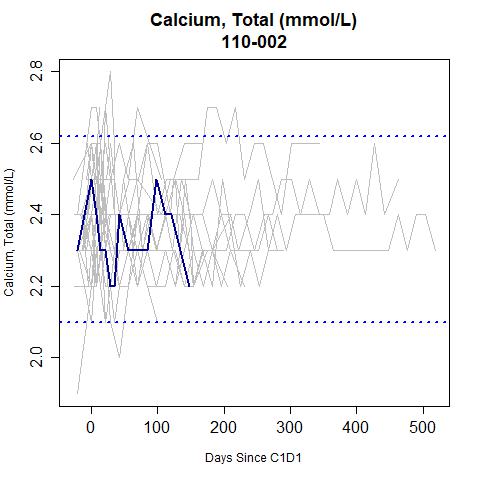 Calcium, Total (mmol/L)
110-002
Calcium, Total (mmol/L)
2.8
2.6
2.4
2.2
2.0
0 100 200 300 400 500
Days Since C1D1